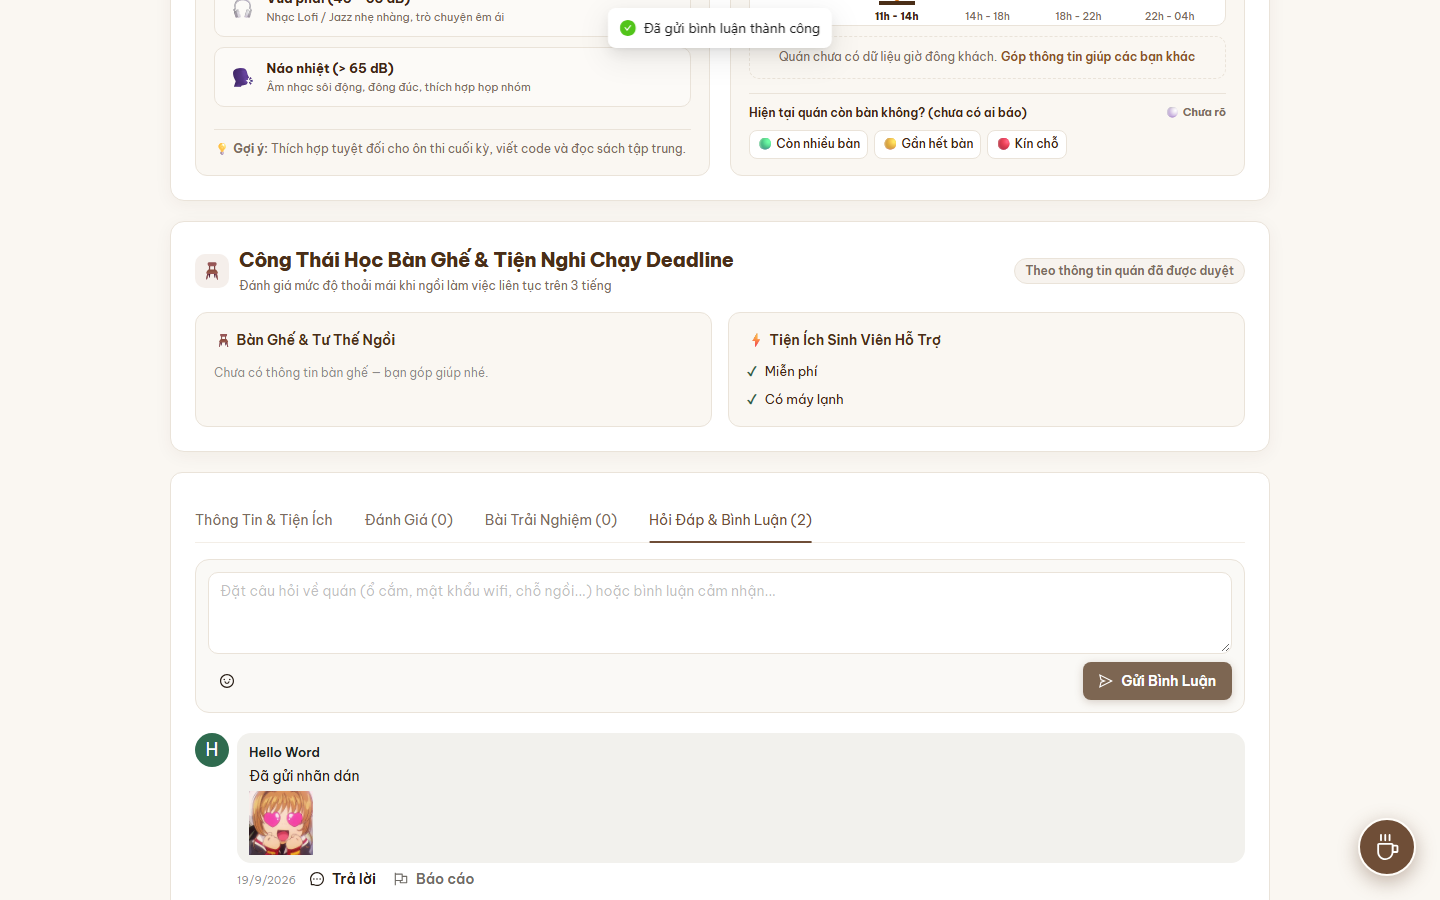 Nhạc Lofi / Jazz nhẹ nhàng, trò chuyện êm ái
Náo nhiệt (> 65 dB)
Âm nhạc sôi động, đông đúc, thích hợp họp nhóm
Gợi ý: Thích hợp tuyệt đối cho ôn thi cuối kỳ, viết code và đọc sách tập trung.
Đã gửi bình luận thành công
11h - 14h
14h - 18h
18h - 22h
22h - 04h
Quán chưa có dữ liệu giờ đông khách. Góp thông tin giúp các bạn khác
Hiện tại quán còn bàn không? (chưa có ai báo)
Chưa rõ
Còn nhiều bàn
Gần hết bàn
Kín chỗ
Công Thái Học Bàn Ghế & Tiện Nghi Chạy Deadline
Đánh giá mức độ thoải mái khi ngồi làm việc liên tục trên 3 tiếng
Theo thông tin quán đã được duyệt
Bàn Ghế & Tư Thế Ngồi
Chưa có thông tin bàn ghế — bạn góp giúp nhé.
Tiện Ích Sinh Viên Hỗ Trợ
✓ Miễn phí
✓ Có máy lạnh
Thông Tin & Tiện Ích
Đánh Giá (0)
Bài Trải Nghiệm (0)
Hỏi Đáp & Bình Luận (2)
Đặt câu hỏi về quán (ổ cắm, mật khẩu wifi, chỗ ngồi...) hoặc bình luận cảm nhận...
Gửi Bình Luận
H
Hello Word
Đã gửi nhãn dán
19/9/2026
Trả lời
Báo cáo